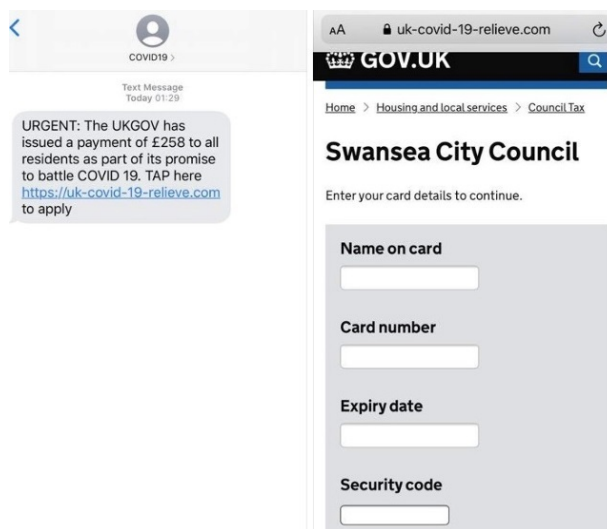 COVID19 >
Text Message
Today 01:29
URGENT: The UKGOV has
issued a payment of £258 to all
residents as part of its promise
to battle COVID 19. TAP here
https://uk-covid-19-relieve.com
to apply
AA uk-covid-19-relieve.com
GOV.UK
Home > Housing and local services > Council Tax
Swansea City Council
Enter your card details to continue.
Name on card
Card number
Expiry date
Security code